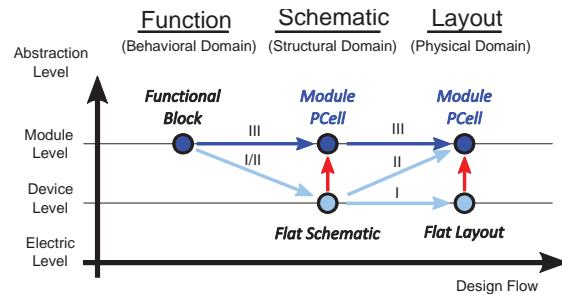 Function Schematic Layout
(Behavioral Domain) (Structural Domain) (Physical Domain)
Abstraction
Level
Functional
Block
Module
PCell
Module
PCell
Module
Level
III
III
I/II
II
Device
Level
I
Flat Schematic
Flat Layout
Electric
Level
Design Flow